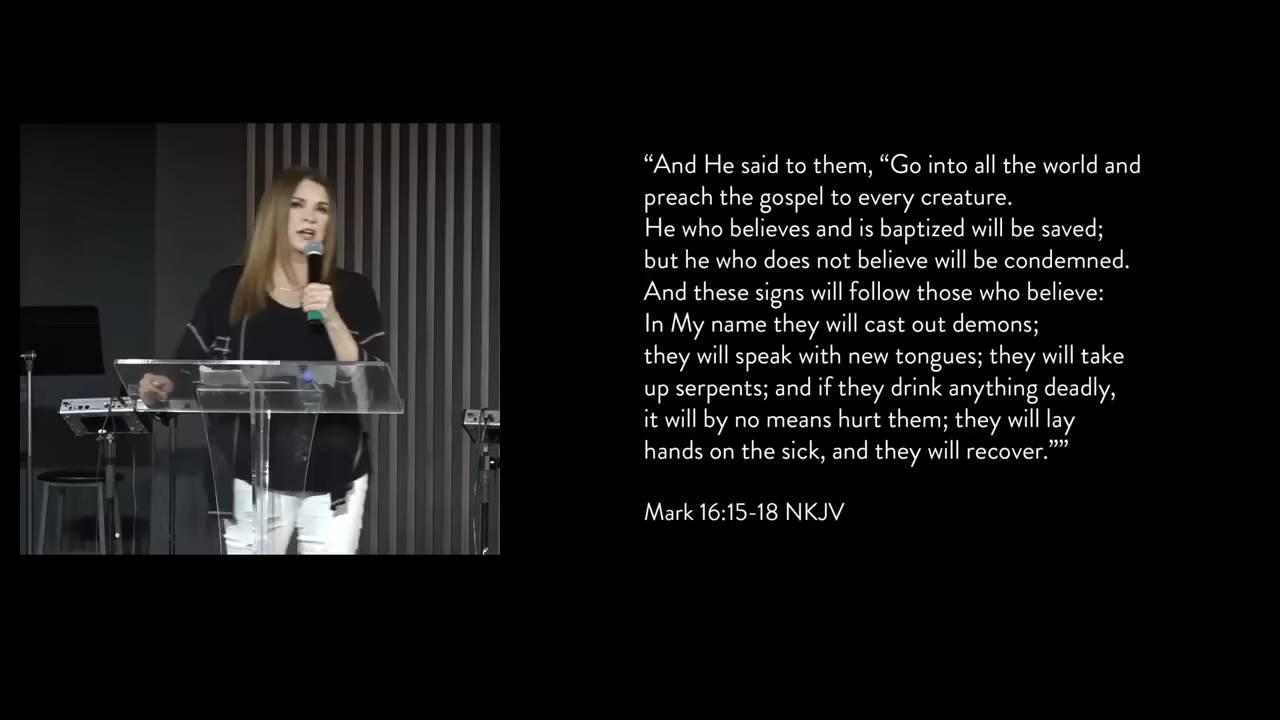 “And He said to them, “Go into all the world and
preach the gospel to every creature.
He who believes and is baptized will be saved;
but he who does not believe will be condemned.
And these signs will follow those who believe:
In My name they will cast out demons;
they will speak with new tongues; they will take
up serpents; and if they drink anything deadly,
it will by no means hurt them; they will lay
hands on the sick, and they will recover.””
Mark 16:15-18 NKJV